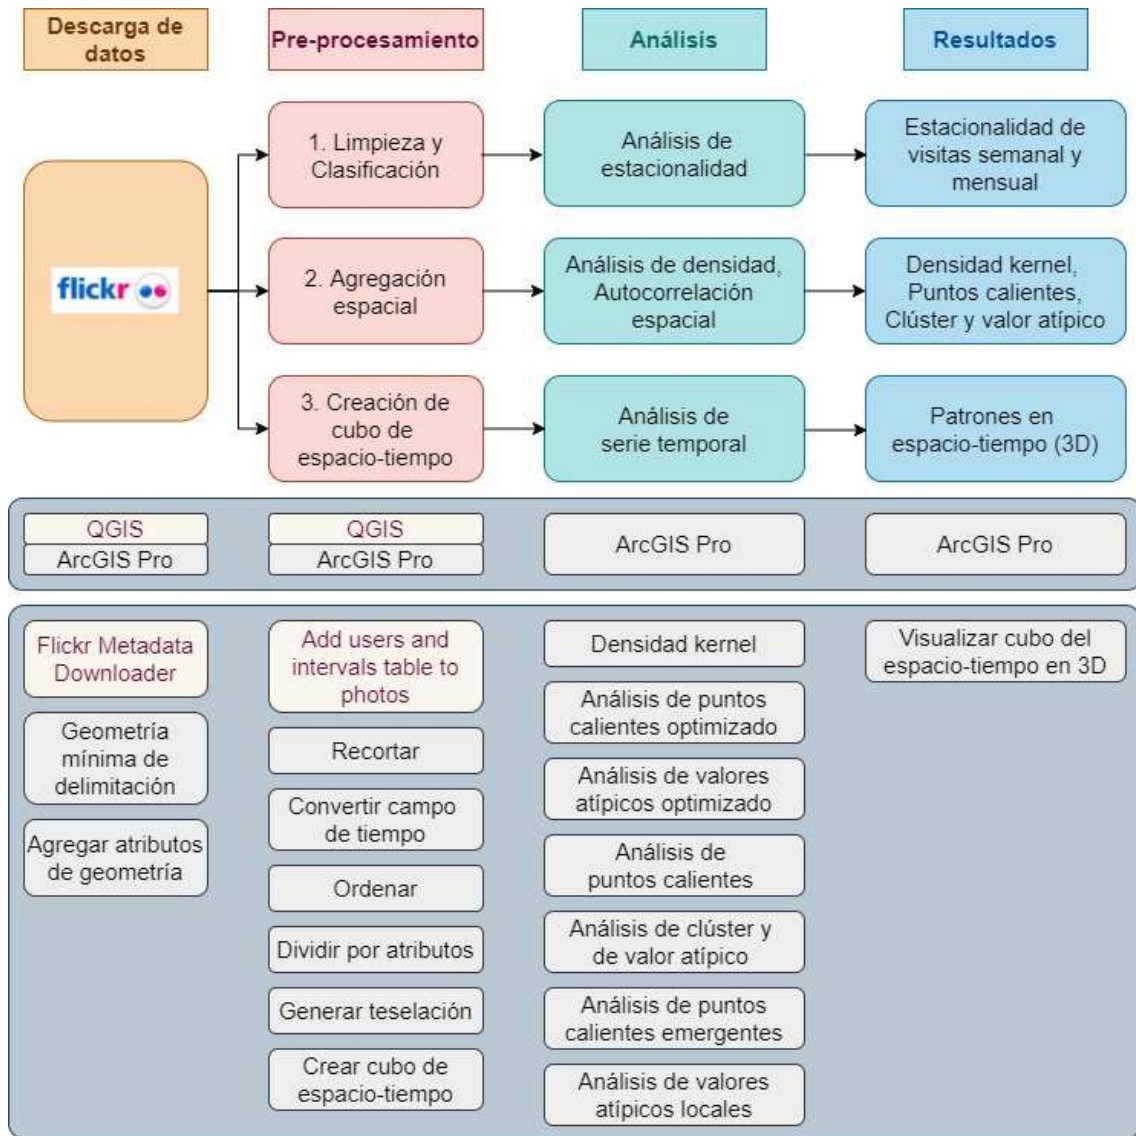 Descarga de
datos
Pre-procesamiento
Análisis
Resultados
flickr
1. Limpieza y
Clasificación
Análisis de
estacionalidad
Estacionalidad de
visitas semanal y
mensual
2. Agregación
espacial
Análisis de densidad,
Autocorrelación
espacial
Densidad kernel,
Puntos calientes,
Clúster y valor atípico
3. Creación de
cubo de
espacio-tiempo
Análisis de
serie temporal
Patrones en
espacio-tiempo (3D)
QGIS
ArcGIS Pro
QGIS
ArcGIS Pro
ArcGIS Pro
ArcGIS Pro
Flickr Metadata
Downloader
Geometría
mínima de
delimitación
Agregar atributos
de geometría
Add users and
intervals table to
photos
Recortar
Convertir campo
de tiempo
Ordenar
Dividir por atributos
Generar teselación
Crear cubo de
espacio-tiempo
Densidad kernel
Análisis de puntos
calientes optimizado
Análisis de valores
atípicos optimizado
Análisis de
puntos calientes
Análisis de clúster y
de valor atípico
Análisis de puntos
calientes emergentes
Análisis de valores
atípicos locales
Visualizar cubo del
espacio-tiempo en 3D